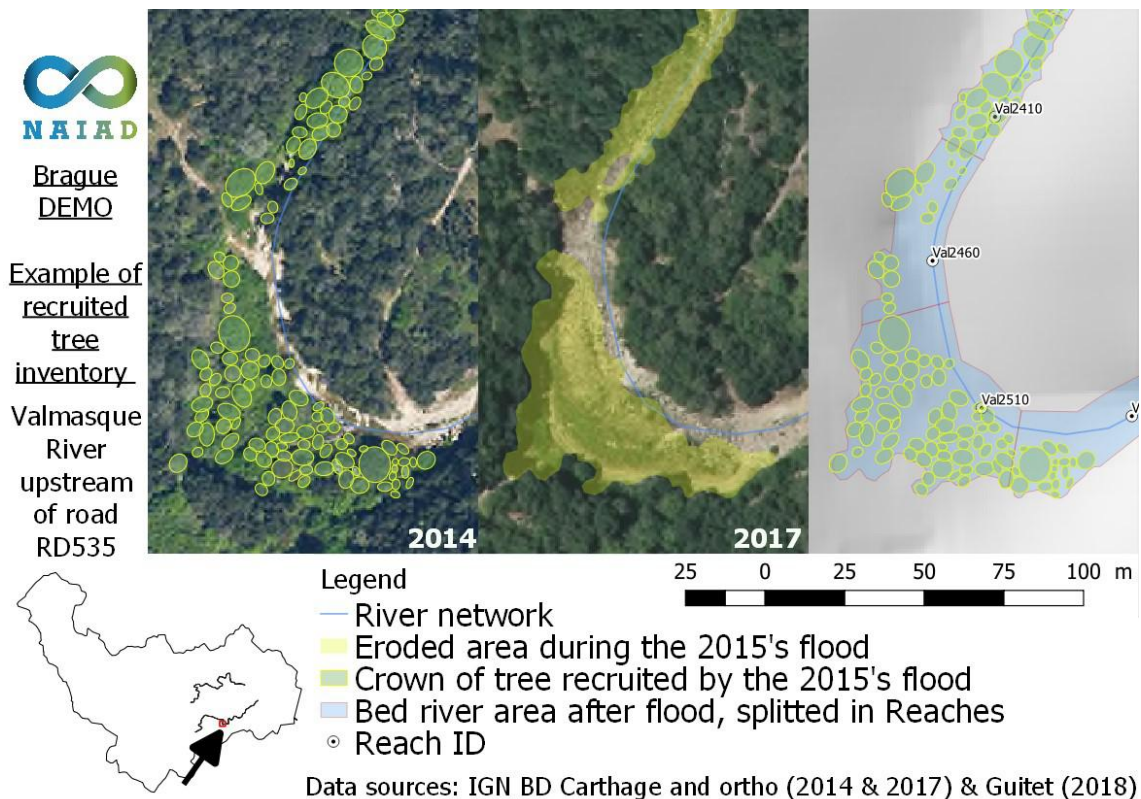 NAIAD
Brague
DEMO
Example of
recruited
tree
inventory
Valmasque
River
upstream
of road
RD535
2014
2017
Val2410
Val2460
Val2510
V
Legend
River network
Eroded area during the 2015's flood
Crown of tree recruited by the 2015's flood
Bed river area after flood, splitted in Reaches
Reach ID
25 0 25 50 75 100 m
Data sources: IGN BD Carthage and ortho (2014 & 2017) & Guitet (2018)